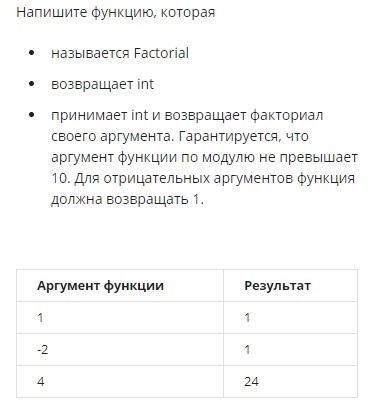 Напишите функцию, которая
• называется Factorial
• возвращает int
• принимает int и возвращает факториал
своего аргумента. Гарантируется, что
аргумент функции по модулю не превышает
10. Для отрицательных аргументов функция
должна возвращать 1.
Аргумент функции Результат
1 1
-2 1
4 24